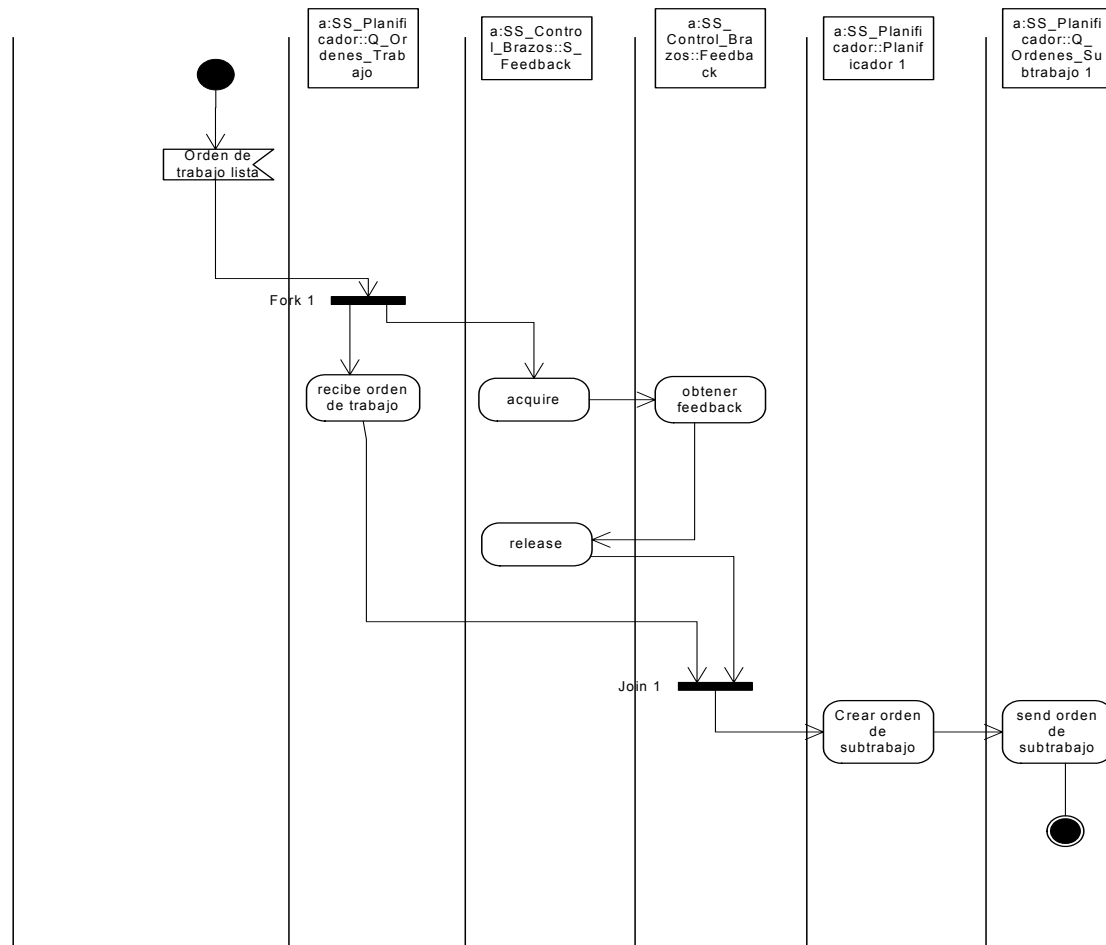 a:SS_Planifi
cador::Q_Or
denes_Trab
ajo
a:SS_Contro
l_Brazos::S_
Feedback
a:SS_
Control_Bra
zos::Feedba
ck
a:SS_Planifi
cador::Planif
icador 1
a:SS_Planifi
cador::Q_
Ordenes_Su
btrabajo 1
Orden de
trabajo lista
Fork 1
recibe orden
de trabajo
acquire
obtener
feedback
release
Join 1
Crear orden
de
subtrabajo
send orden
de
subtrabajo